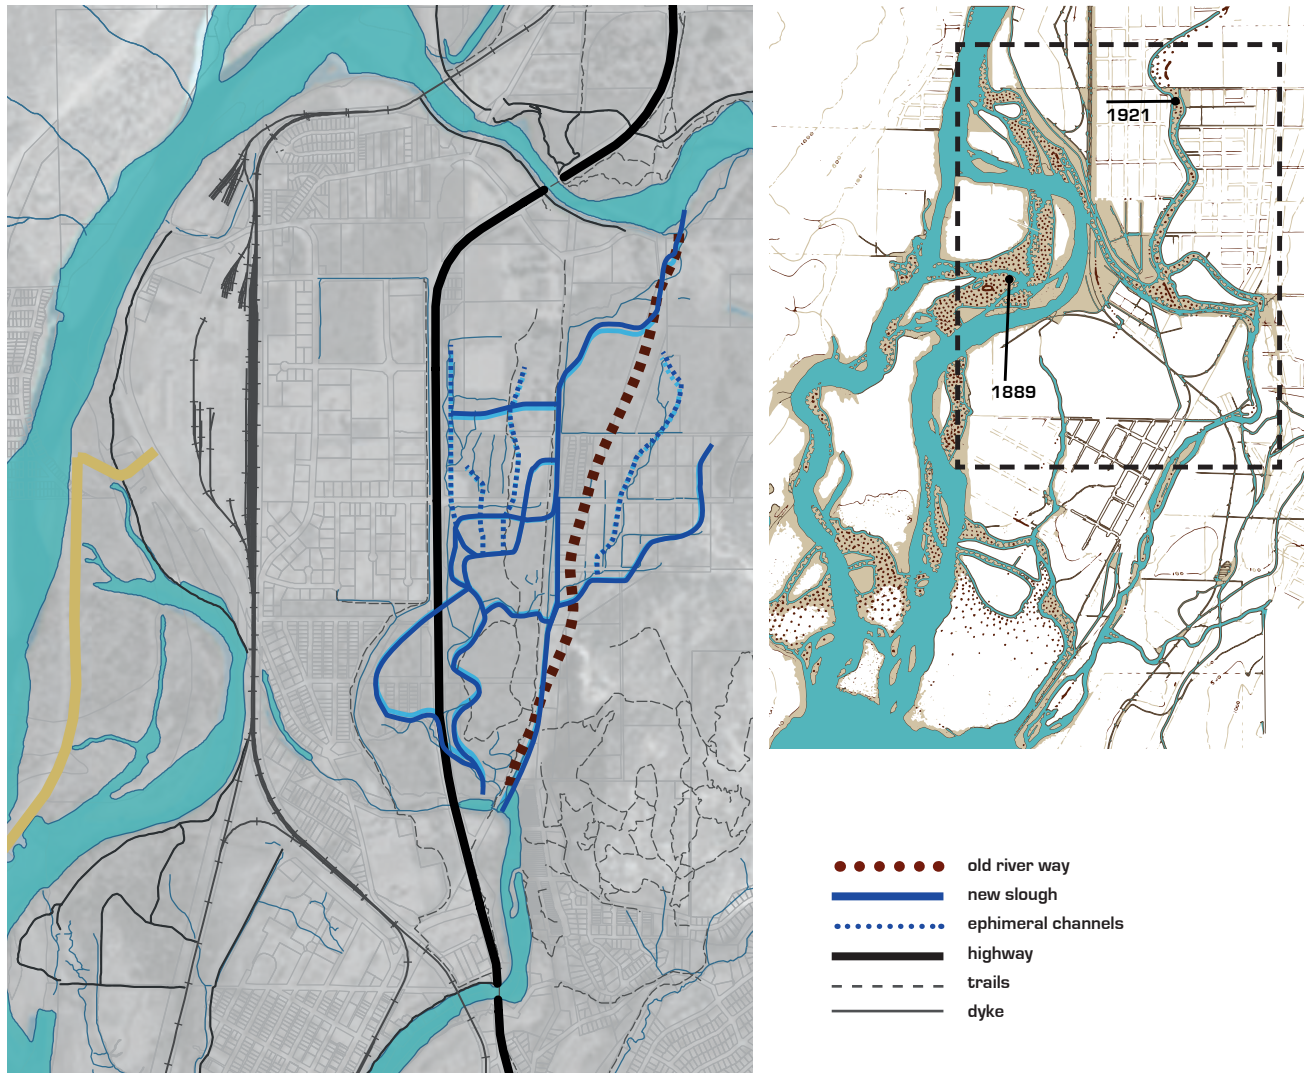 1921
1889
old river way
new slough
ephimeral channels
highway
trails
dyke